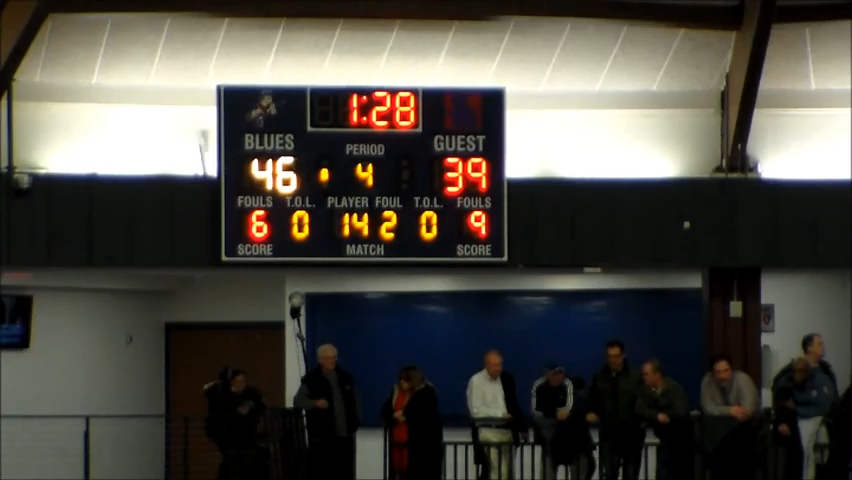 1:28
BLUES PERIOD GUEST
46 4 39
FOULS T.O.L. PLAYER FOUL T.O.L. FOULS
6 0 14 2 0 9
SCORE MATCH SCORE